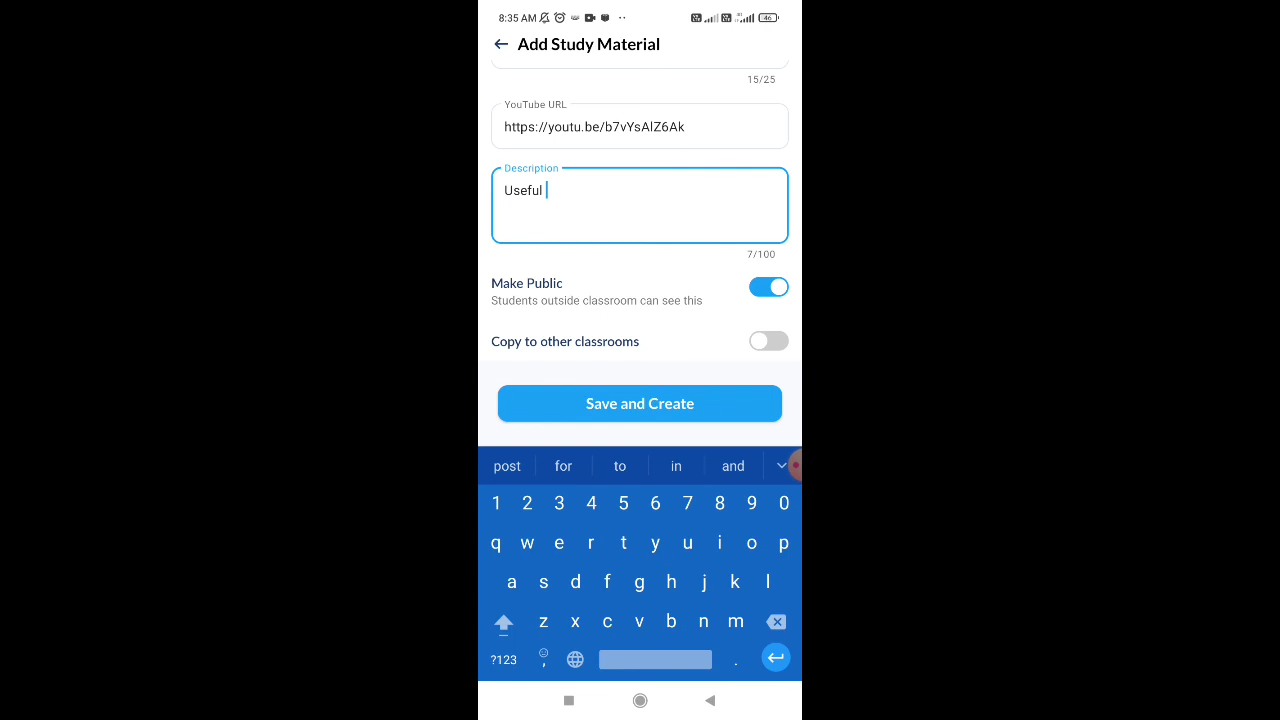 8:35 AM
46
Add Study Material
15/25
YouTube URL
https://youtu.be/b7vYsAlZ6Ak
Description
Useful
7/100
Make Public
Students outside classroom can see this
Copy to other classrooms
Save and Create
post for to in and
1 2 3 4 5 6 7 8 9 0
q w e r t y u i o p
a s d f g h j k l
z x c v b n m
?123 , .